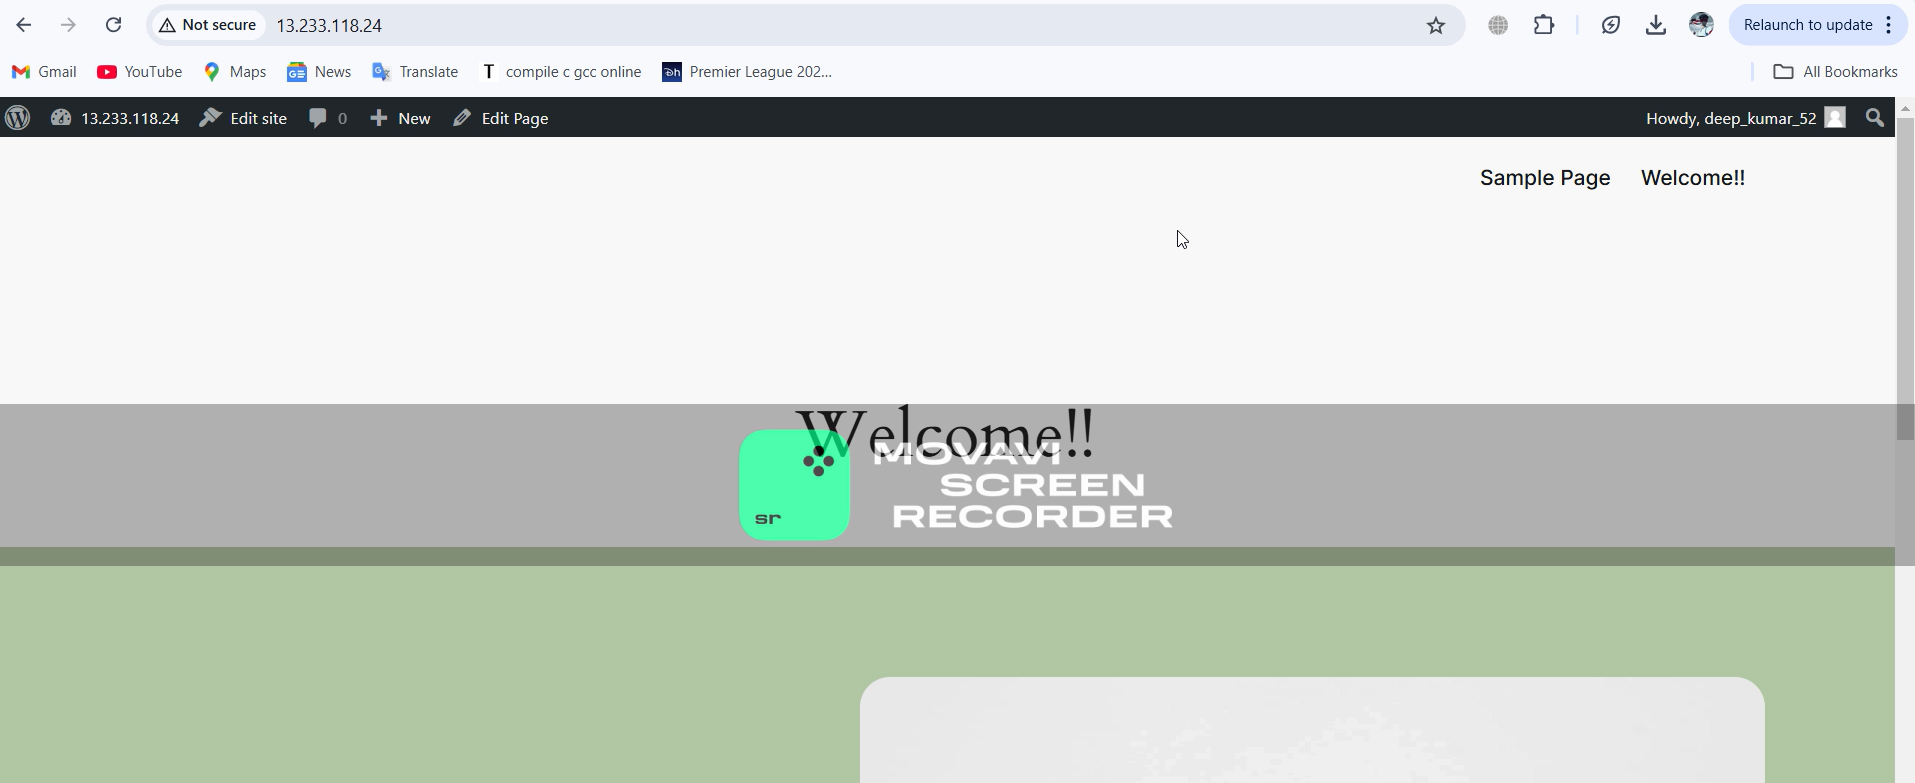 Not secure 13.233.118.24 Relaunch to update
Gmail YouTube Maps News Translate T compile c gcc online Dh Premier League 202... All Bookmarks
13.233.118.24 Edit site 0 New Edit Page Howdy, deep_kumar_52
Sample Page Welcome!!
Welcome!!
MOVAVI
SCREEN
RECORDER
sr